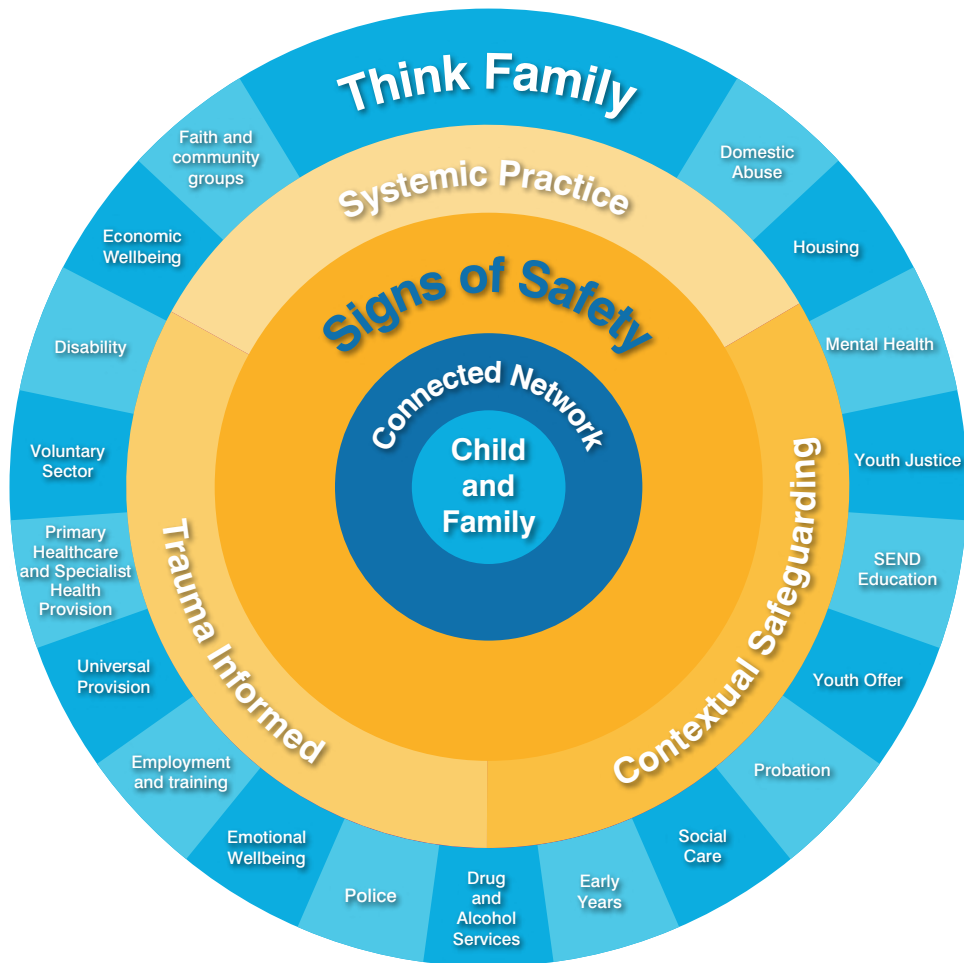 Think Family
Systemic Practice
Signs of Safety
Connected Network
Child
and
Family
Contextual Safeguarding
Trauma Informed
Domestic
Abuse
Housing
Mental Health
Youth Justice
SEND
Education
Youth Offer
Probation
Social
Care
Early
Years
Drug
and
Alcohol
Services
Police
Emotional
Wellbeing
Employment
and training
Universal
Provision
Primary
Healthcare
and Specialist
Health
Provision
Voluntary
Sector
Disability
Economic
Wellbeing
Faith and
community
groups